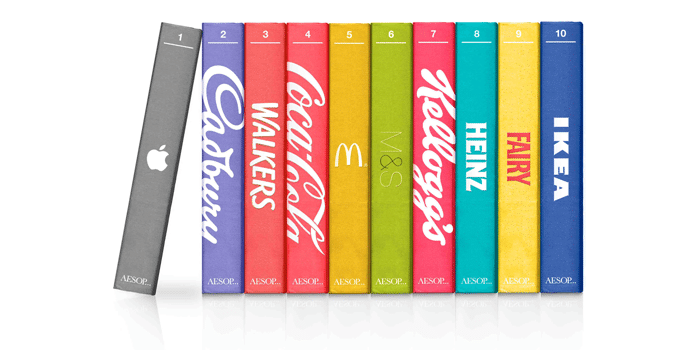 1
AESOP...
2
Cadbury
AESOP...
3
WALKERS
AESOP...
4
Coca-Cola
AESOP...
5
M
AESOP...
6
M&S
AESOP...
7
Kellogg's
AESOP...
8
HEINZ
AESOP...
9
FAIRY
AESOP...
10
IKEA
AESOP...